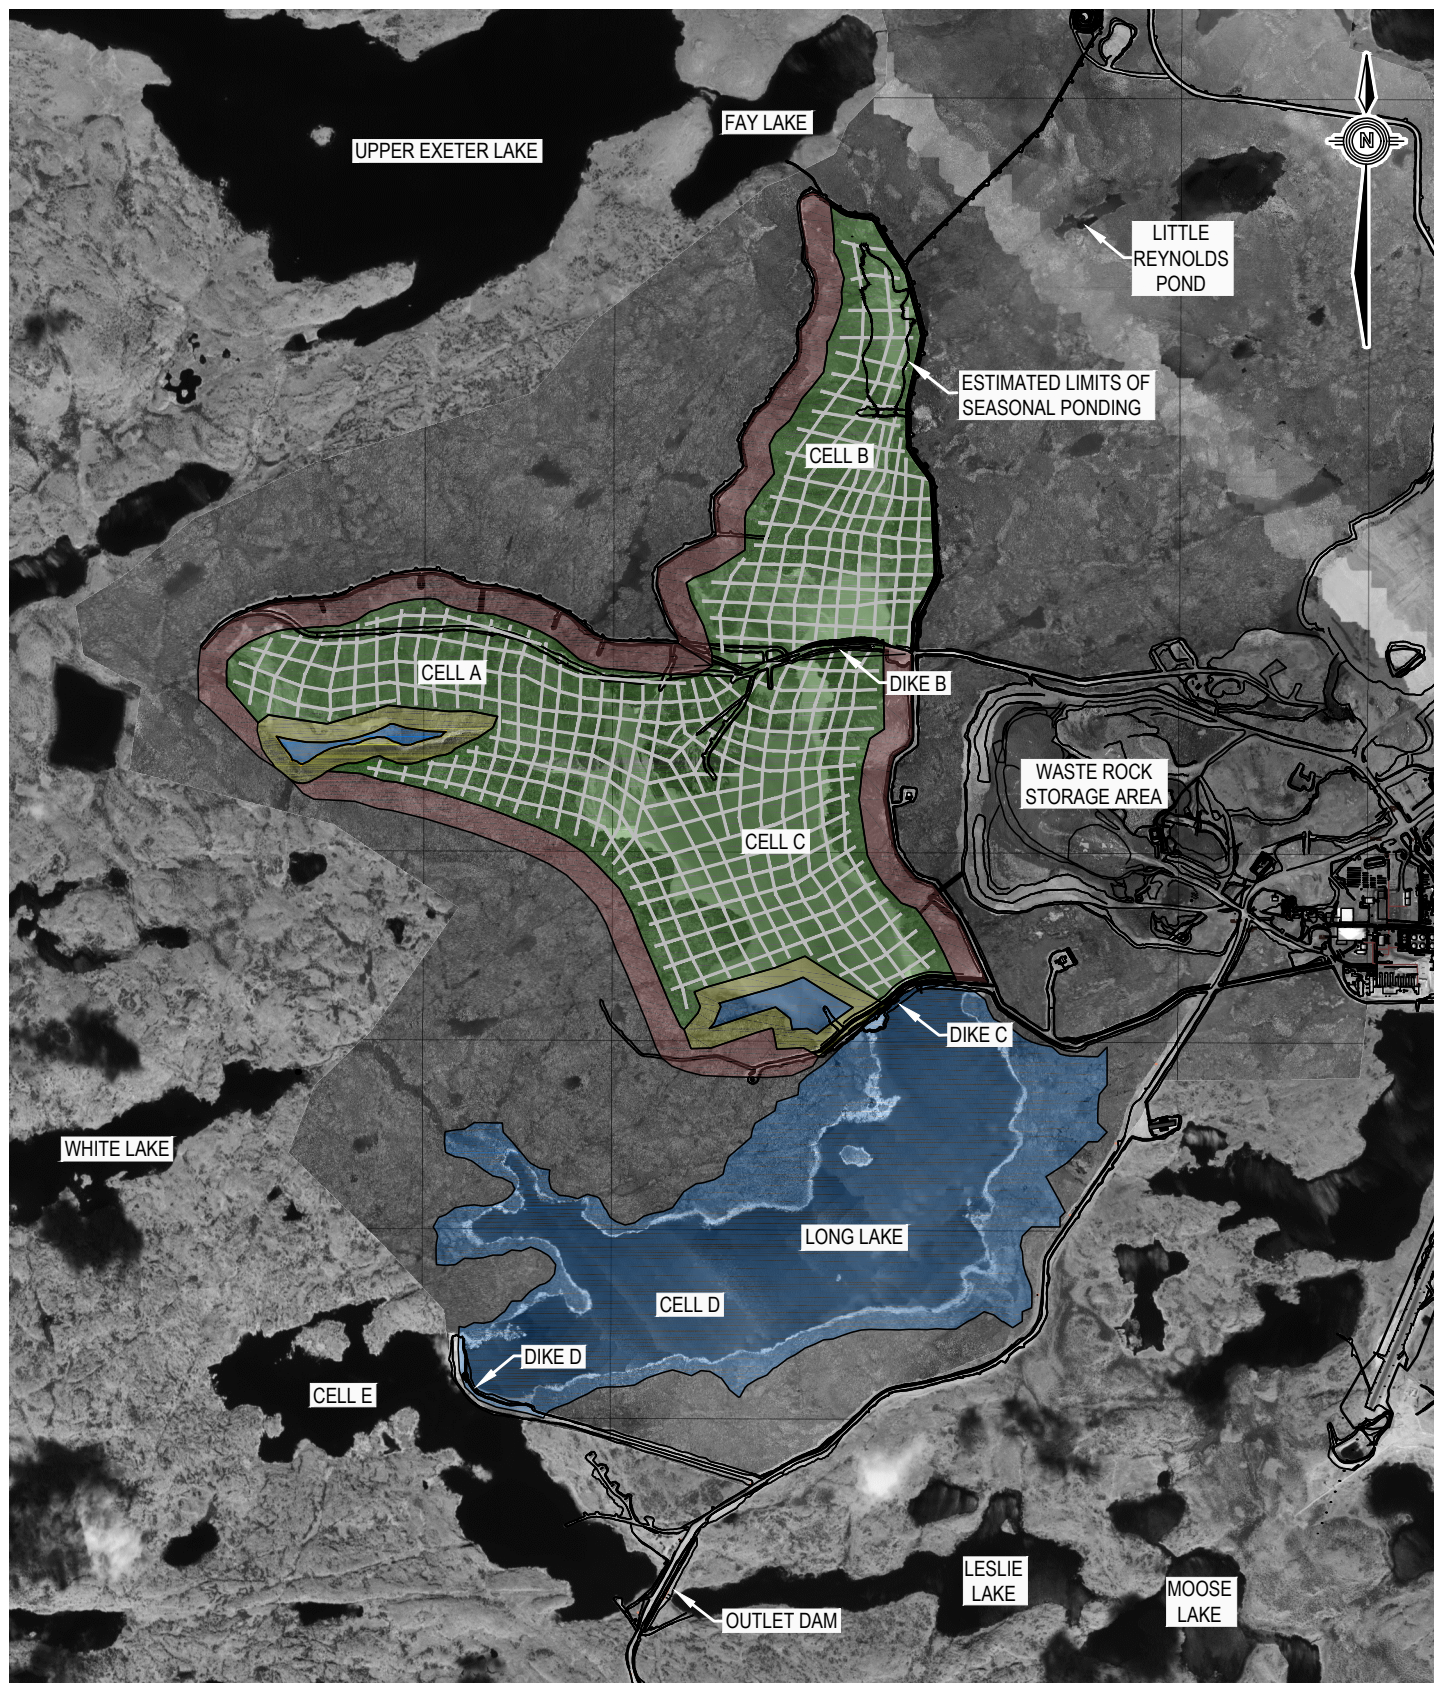 FAY LAKE
N
UPPER EXETER LAKE
LITTLE
REYNOLDS
POND
ESTIMATED LIMITS OF
SEASONAL PONDING
CELL B
CELL A
DIKE B
WASTE ROCK
STORAGE AREA
CELL C
DIKE C
WHITE LAKE
LONG LAKE
CELL D
DIKE D
CELL E
LESLIE
LAKE
MOOSE
LAKE
OUTLET DAM